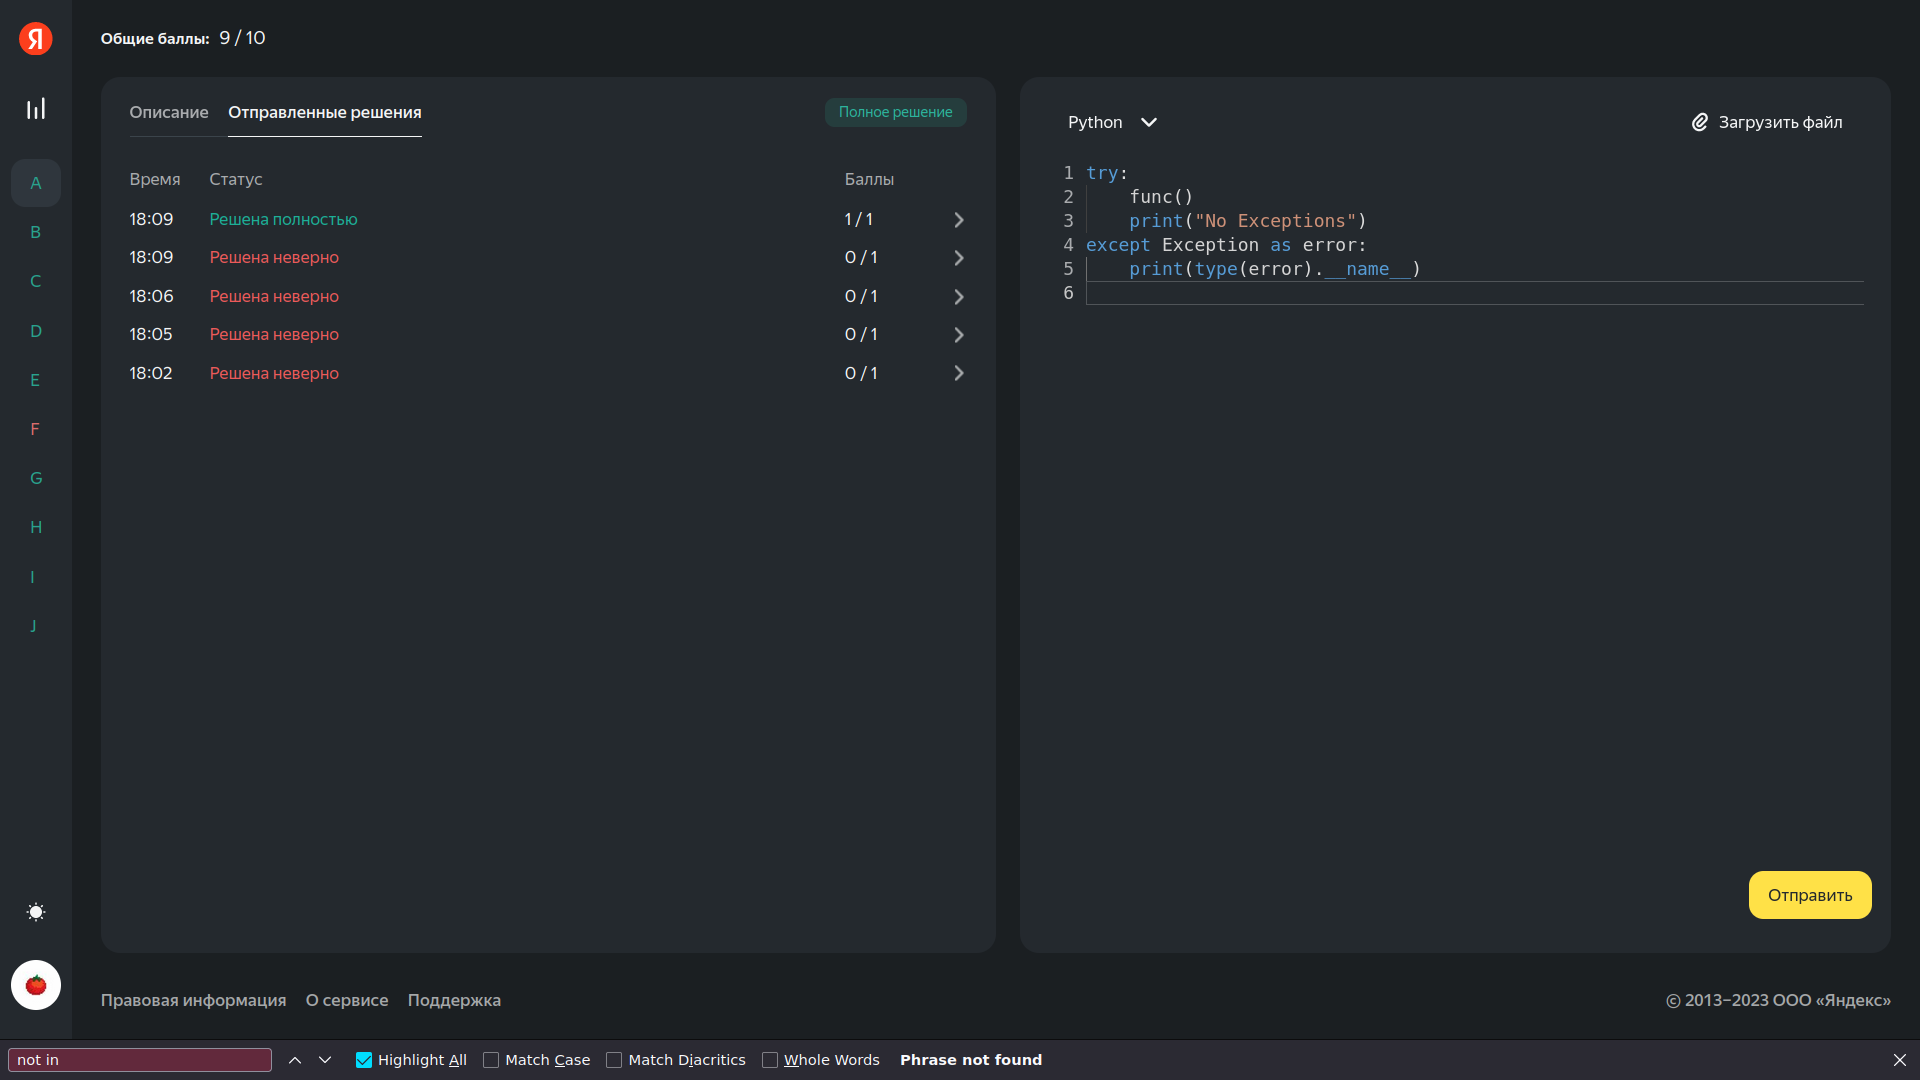 Я
Общие баллы: 9 / 10
A
B
C
D
E
F
G
H
I
J
Описание Отправленные решения Полное решение
Время Статус Баллы
18:09 Решена полностью 1 / 1
18:09 Решена неверно 0 / 1
18:06 Решена неверно 0 / 1
18:05 Решена неверно 0 / 1
18:02 Решена неверно 0 / 1
Python Загрузить файл
1 try:
2 func()
3 print("No Exceptions")
4 except Exception as error:
5 print(type(error).__name__)
6
Отправить
Правовая информация О сервисе Поддержка © 2013–2023 ООО «Яндекс»
not in Highlight All Match Case Match Diacritics Whole Words Phrase not found